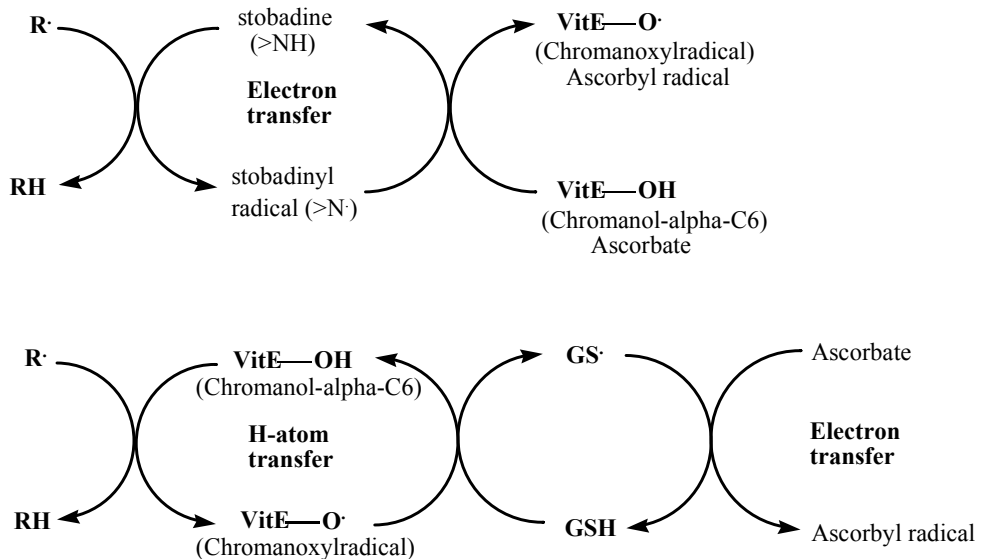 R·
stobadine
(>NH)
VitE—O·
(Chromanoxylradical)
Ascorbyl radical
Electron
transfer
RH
stobadinyl
radical (>N·)
VitE—OH
(Chromanol-alpha-C6)
Ascorbate
R·
VitE—OH
(Chromanol-alpha-C6)
GS·
Ascorbate
H-atom
transfer
Electron
transfer
RH
VitE—O·
(Chromanoxylradical)
GSH
Ascorbyl radical